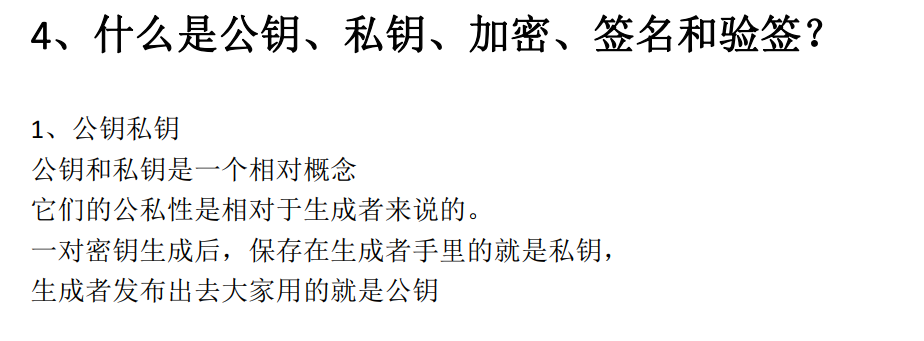 4、什么是公钥、私钥、加密、签名和验签？
1、公钥私钥
公钥和私钥是一个相对概念
它们的公私性是相对于生成者来说的。
一对密钥生成后，保存在生成者手里的就是私钥，
生成者发布出去大家用的就是公钥